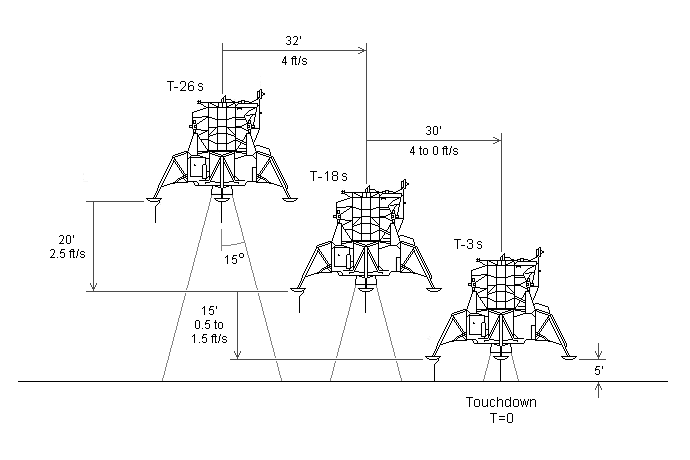 32'
4 ft/s
T-26 s
30'
4 to 0 ft/s
T-18 s
20'
2.5 ft/s
15°
T-3 s
15'
0.5 to
1.5 ft/s
5'
Touchdown
T=0